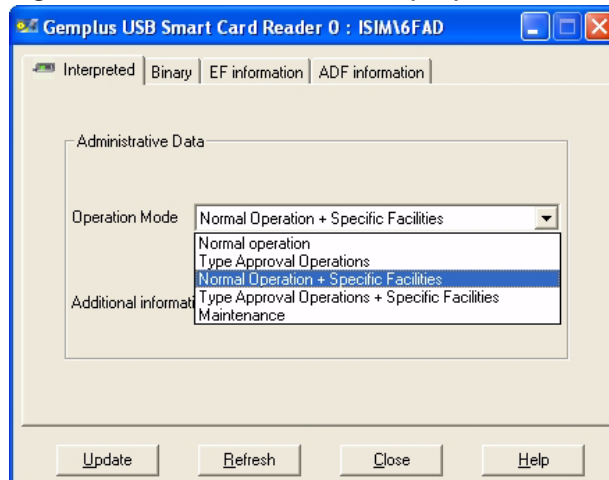 Gemplus USB Smart Card Reader 0 : ISIM\6FAD
Interpreted Binary EF information ADF information
Administrative Data
Operation Mode Normal Operation + Specific Facilities
Normal operation
Type Approval Operations
Normal Operation + Specific Facilities
Additional informati Type Approval Operations + Specific Facilities
Maintenance
Update Refresh Close Help